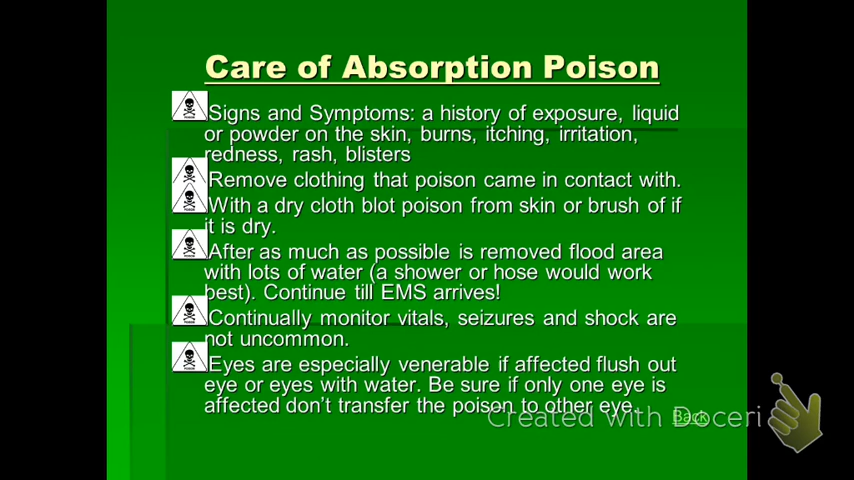 Care of Absorption Poison
Signs and Symptoms: a history of exposure, liquid
or powder on the skin, burns, itching, irritation,
redness, rash, blisters
Remove clothing that poison came in contact with.
With a dry cloth blot poison from skin or brush of if
it is dry.
After as much as possible is removed flood area
with lots of water (a shower or hose would work
best). Continue till EMS arrives!
Continually monitor vitals, seizures and shock are
not uncommon.
Eyes are especially venerable if affected flush out
eye or eyes with water. Be sure if only one eye is
affected don't transfer the poison to other eye.
Created with Doceri
Back